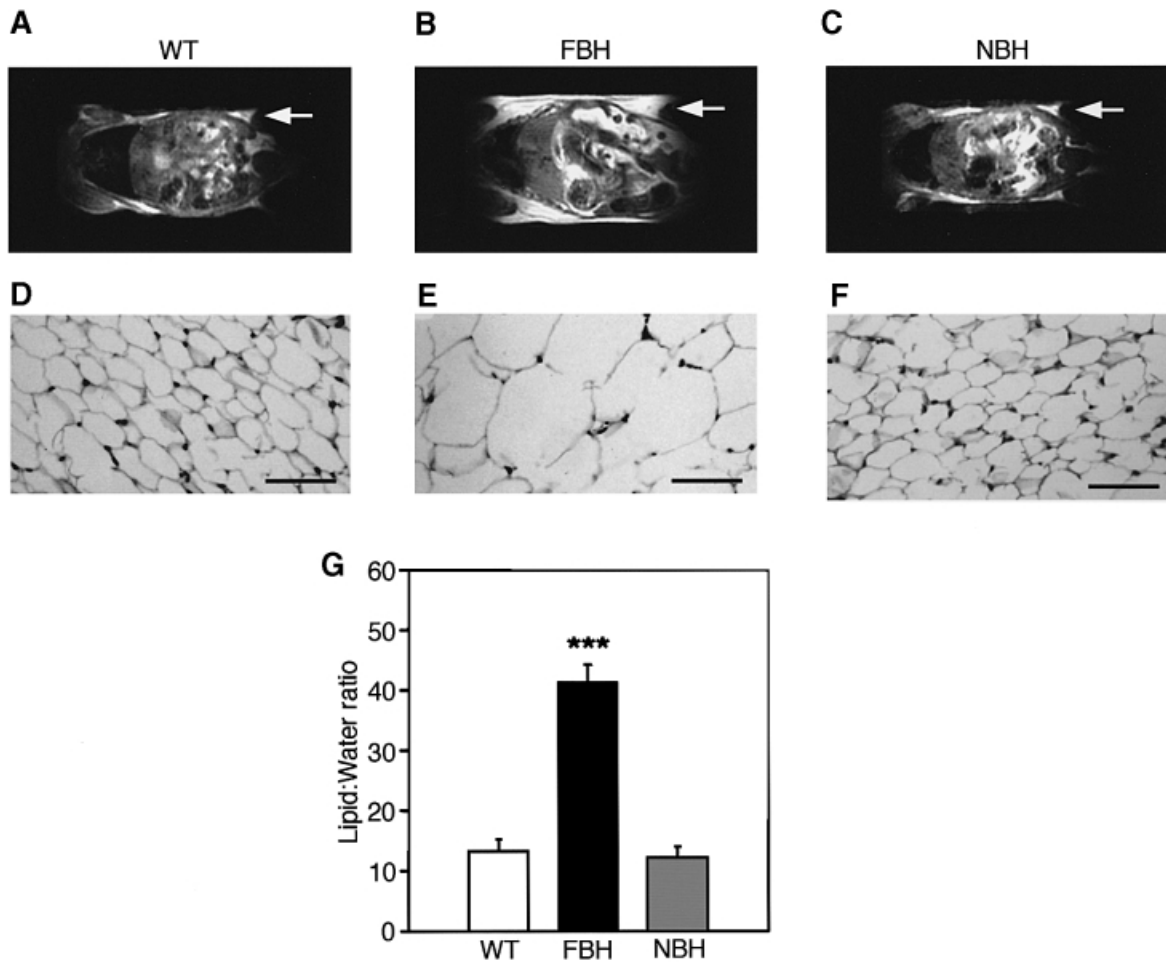 A
WT
B
FBH
C
NBH
D
E
F
G
60
50
40
30
20
10
0
Lipid:Water ratio
***
WT FBH NBH